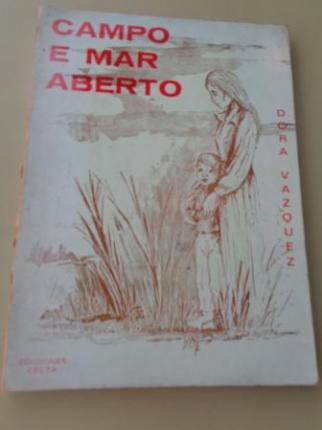 CAMPO
E MAR
ABERTO
DORA VAZQUEZ
EDICIONES
CELTA